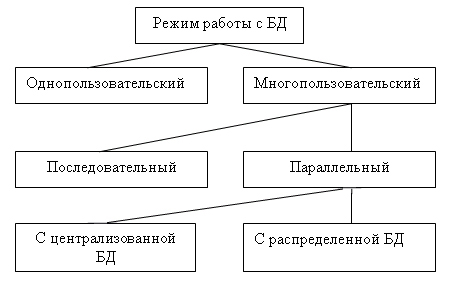 Режим работы с БД
Однопользовательский
Многопользовательский
Последовательный
Параллельный
С централизованной
БД
С распределенной БД